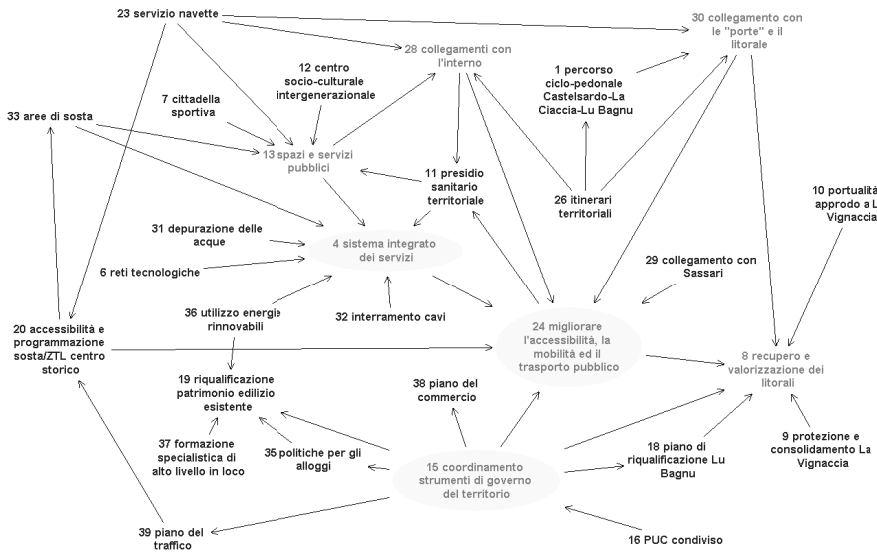 23 servizio navette
30 collegamento con
le "porte" e il
litorale
28 collegamenti con
l'interno
12 centro
socio-culturale
intergenerazionale
1 percorso
ciclo-pedonale
Castelsardo-La
Ciaccia-Lu Bagnu
7 cittadella
sportiva
33 aree di sosta
13 spazi e servizi
pubblici
11 presidio
sanitario
territoriale
26 itinerari
territoriali
10 portualità
approdo a L
Vignaccia
31 depurazione delle
acque
4 sistema integrato
dei servizi
6 reti tecnologiche
29 collegamento con
Sassari
36 utilizzo energie
rinnovabili
32 interramento cavi
20 accessibilità e
programmazione
sosta/ZTL centro
storico
24 migliorare
l'accessibilità, la
mobilità ed il
trasporto pubblico
8 recupero e
valorizzazione dei
litorali
19 riqualificazione
patrimonio edilizio
esistente
38 piano del
commercio
37 formazione
specialistica di
alto livello in loco
35 politiche per gli
alloggi
15 coordinamento
strumenti di governo
del territorio
18 piano di
riqualificazione Lu
Bagnu
9 protezione e
consolidamento La
Vignaccia
39 piano del
traffico
16 PUC condiviso